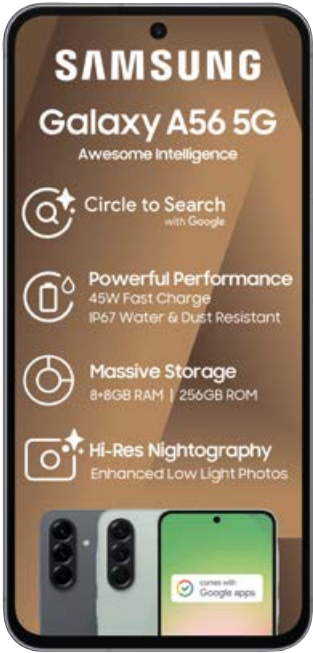 SAMSUNG
Galaxy A56 5G
Awesome Intelligence
Circle to Search
with Google
Powerful Performance
45W Fast Charge
IP67 Water & Dust Resistant
Massive Storage
8+8GB RAM | 256GB ROM
Hi-Res Nightography
Enhanced Low Light Photos
comes with
Google apps